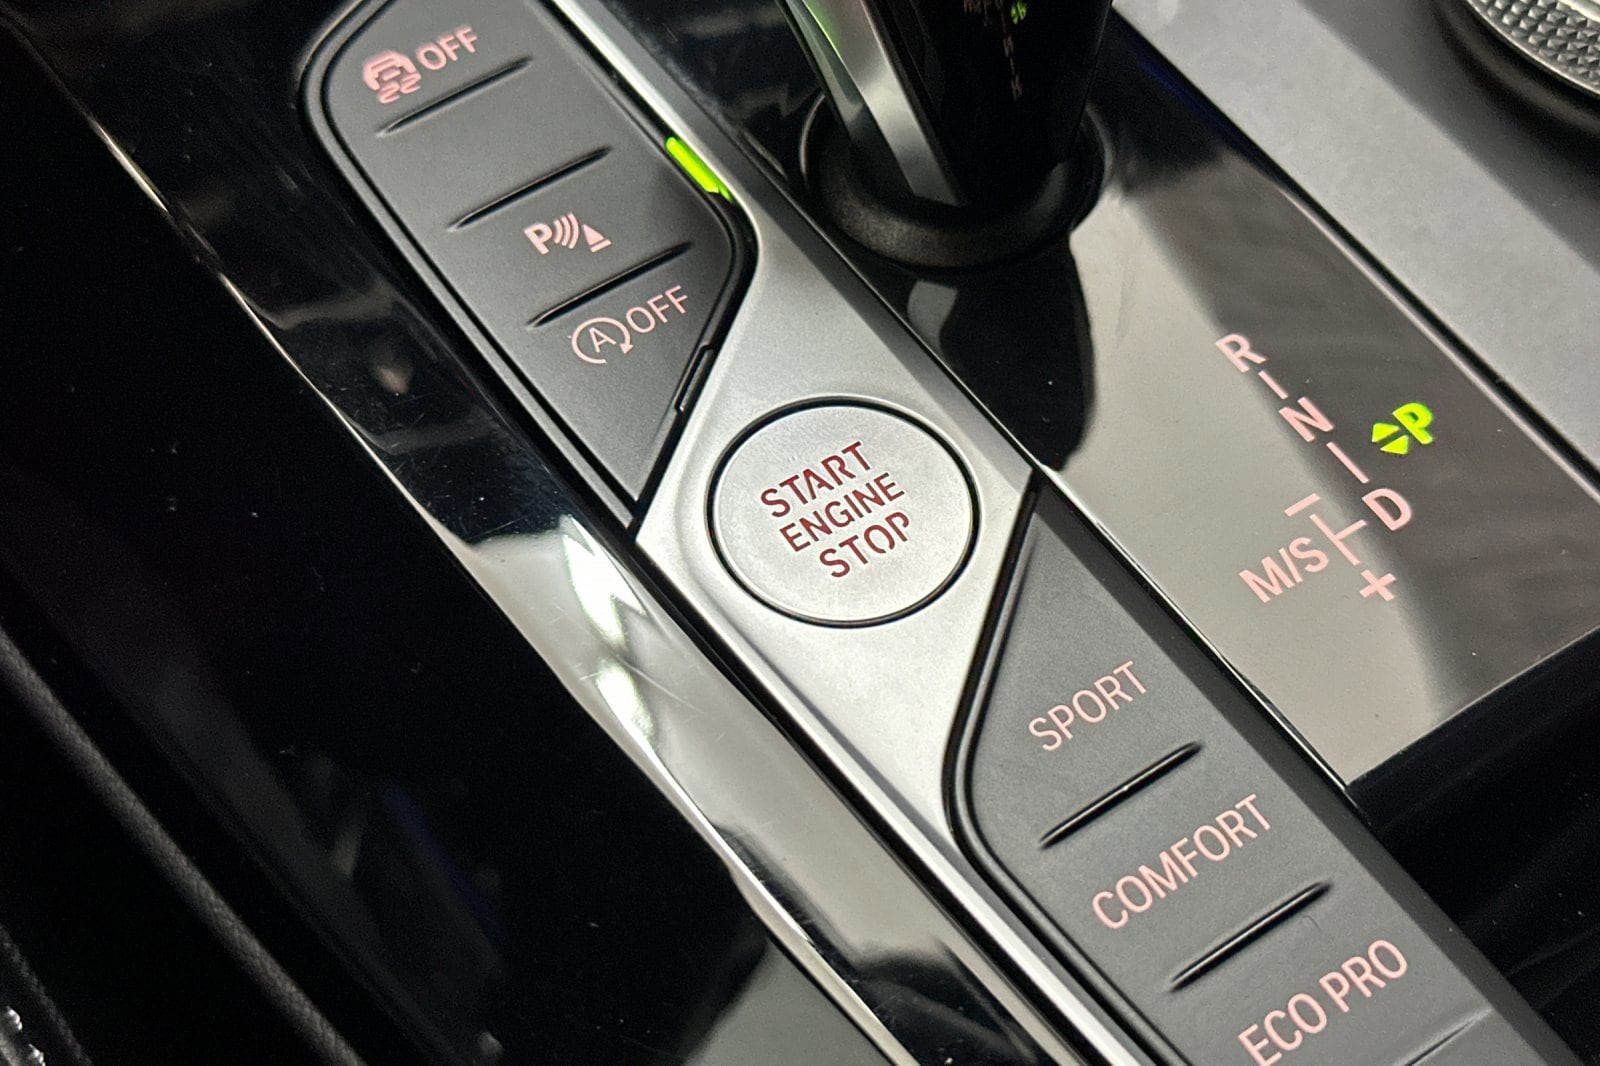 OFF
P
A OFF
START
ENGINE
STOP
R
N
P
D
M/S
+
-
SPORT
COMFORT
ECO PRO